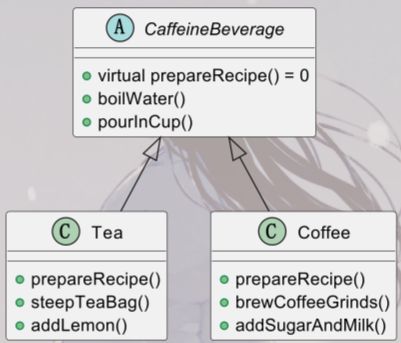 A CaffeineBeverage
virtual prepareRecipe() = 0
boilWater()
pourInCup()
C Tea
prepareRecipe()
steepTeaBag()
addLemon()
C Coffee
prepareRecipe()
brewCoffeeGrinds()
addSugarAndMilk()